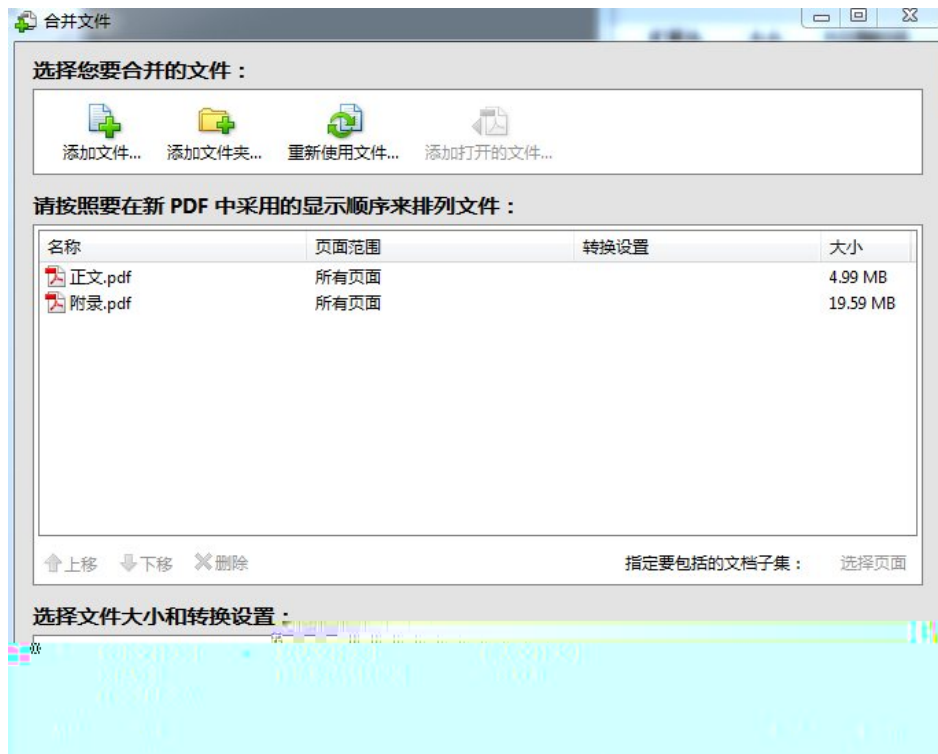 合并文件
选择您要合并的文件：
添加文件... 添加文件夹... 重新使用文件... 添加打开的文件...
请按照要在新 PDF 中采用的显示顺序来排列文件：
名称 页面范围 转换设置 大小
正文.pdf 所有页面 4.99 MB
附录.pdf 所有页面 19.59 MB
上移 下移 删除 指定要包括的文档子集： 选择页面
选择文件大小和转换设置：